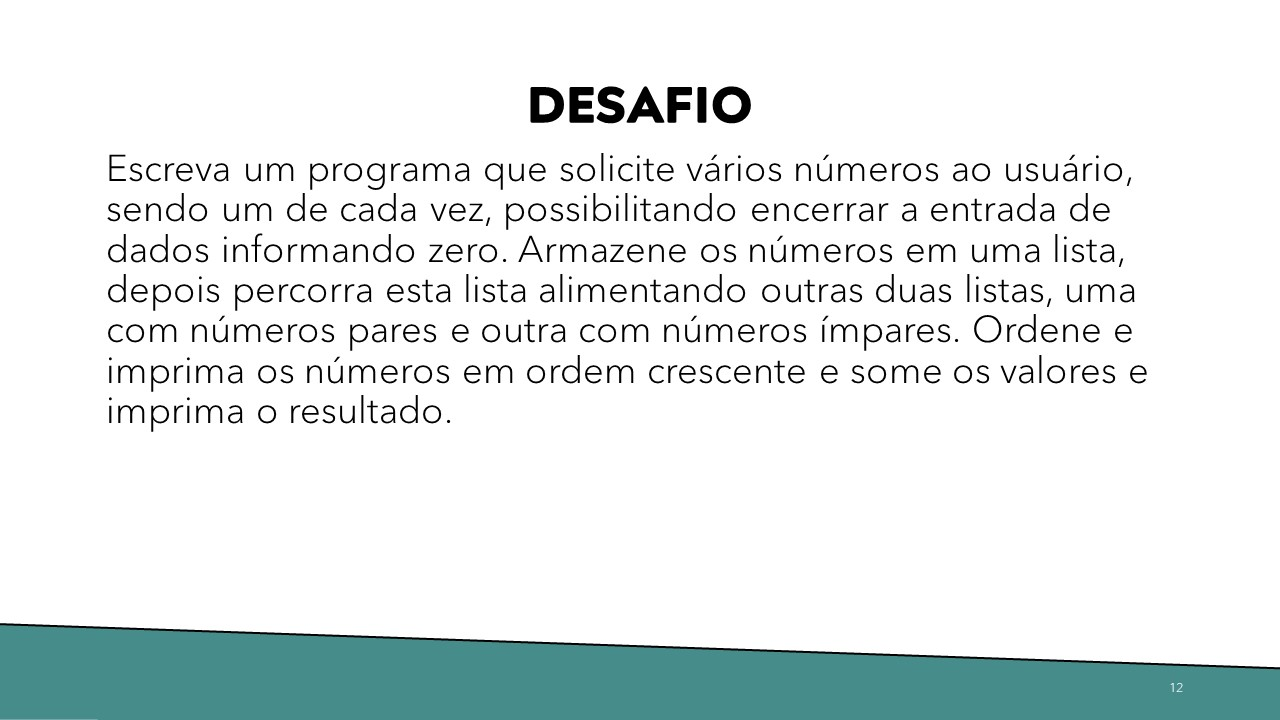 DESAFIO
Escreva um programa que solicite vários números ao usuário,
sendo um de cada vez, possibilitando encerrar a entrada de
dados informando zero. Armazene os números em uma lista,
depois percorra esta lista alimentando outras duas listas, uma
com números pares e outra com números ímpares. Ordene e
imprima os números em ordem crescente e some os valores e
imprima o resultado.
12